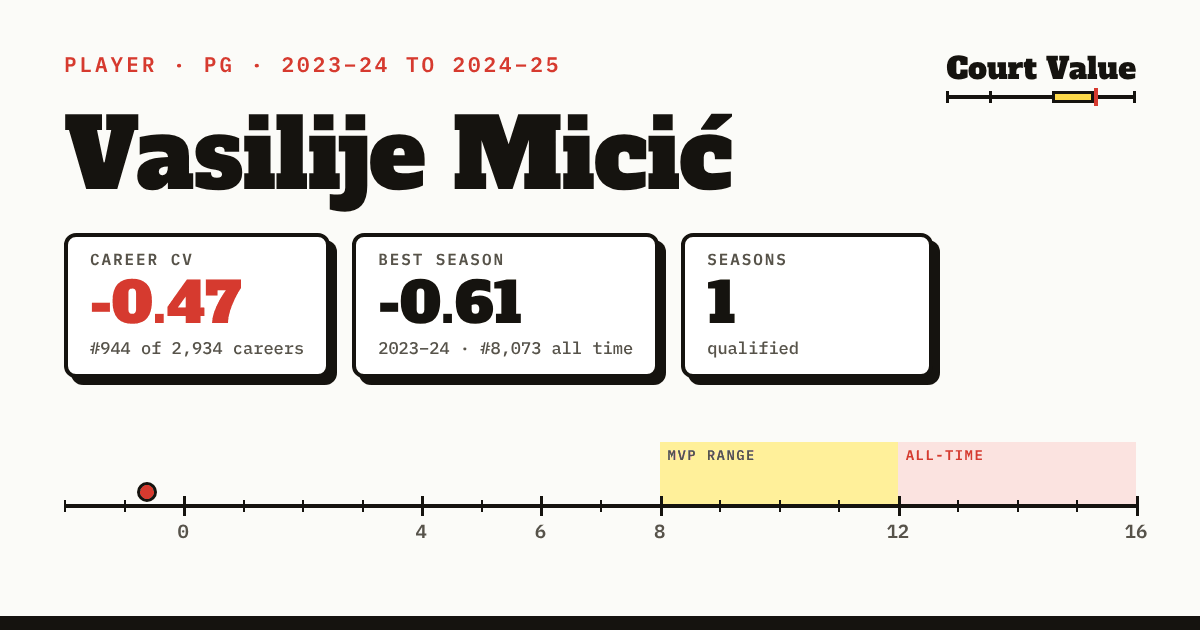 PLAYER · PG · 2023–24 TO 2024–25
Court Value
Vasilije Micić
CAREER CV
-0.47
#944 of 2,934 careers
BEST SEASON
-0.61
2023–24 · #8,073 all time
SEASONS
1
qualified
MVP RANGE
ALL-TIME
0 4 6 8 12 16